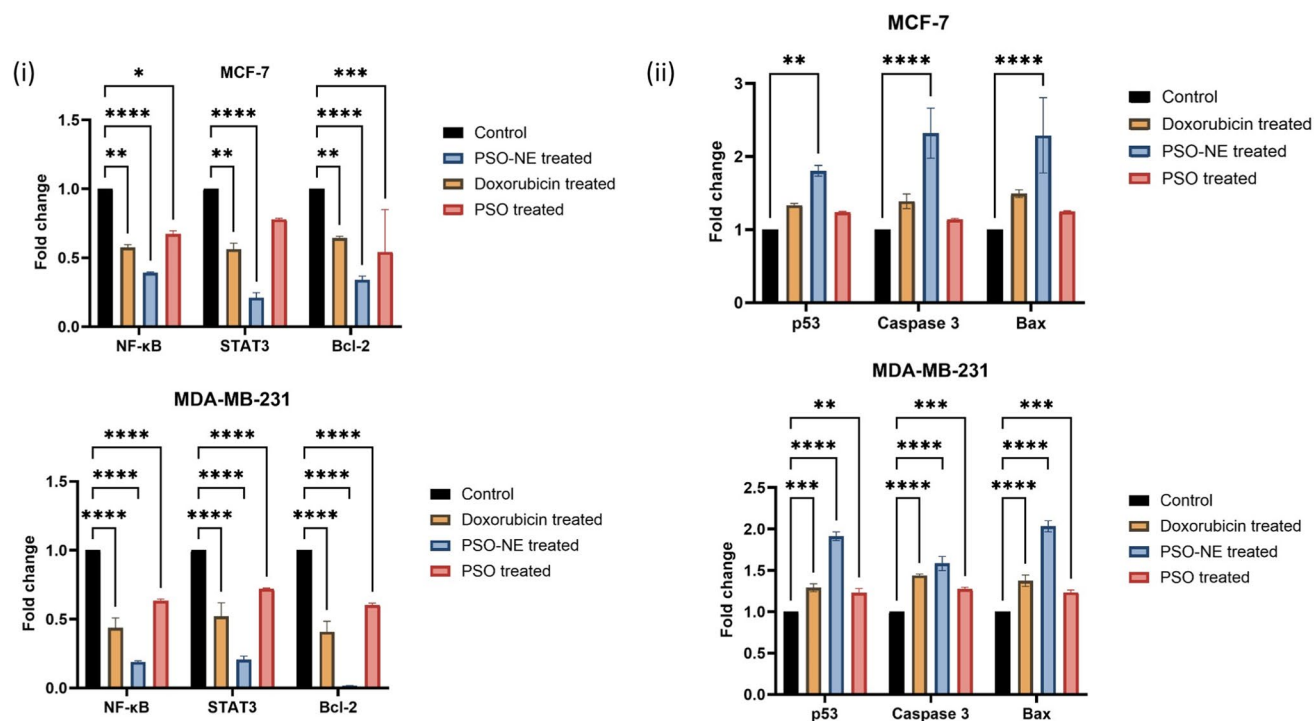 (i)
MCF-7
*
***
****
****
****
**
**
**
1.5
1.0
0.5
0.0
Fold change
NF-κB STAT3 Bcl-2
Control
PSO-NE treated
Doxorubicin treated
PSO treated
MDA-MB-231
****
****
****
****
****
****
****
****
****
1.5
1.0
0.5
0.0
Fold change
NF-κB STAT3 Bcl-2
Control
Doxorubicin treated
PSO-NE treated
PSO treated
(ii)
MCF-7
**
****
****
3
2
1
0
Fold change
p53 Caspase 3 Bax
Control
Doxorubicin treated
PSO-NE treated
PSO treated
MDA-MB-231
**
***
***
****
****
****
***
****
****
2.5
2.0
1.5
1.0
0.5
0.0
Fold change
p53 Caspase 3 Bax
Control
Doxorubicin treated
PSO-NE treated
PSO treated